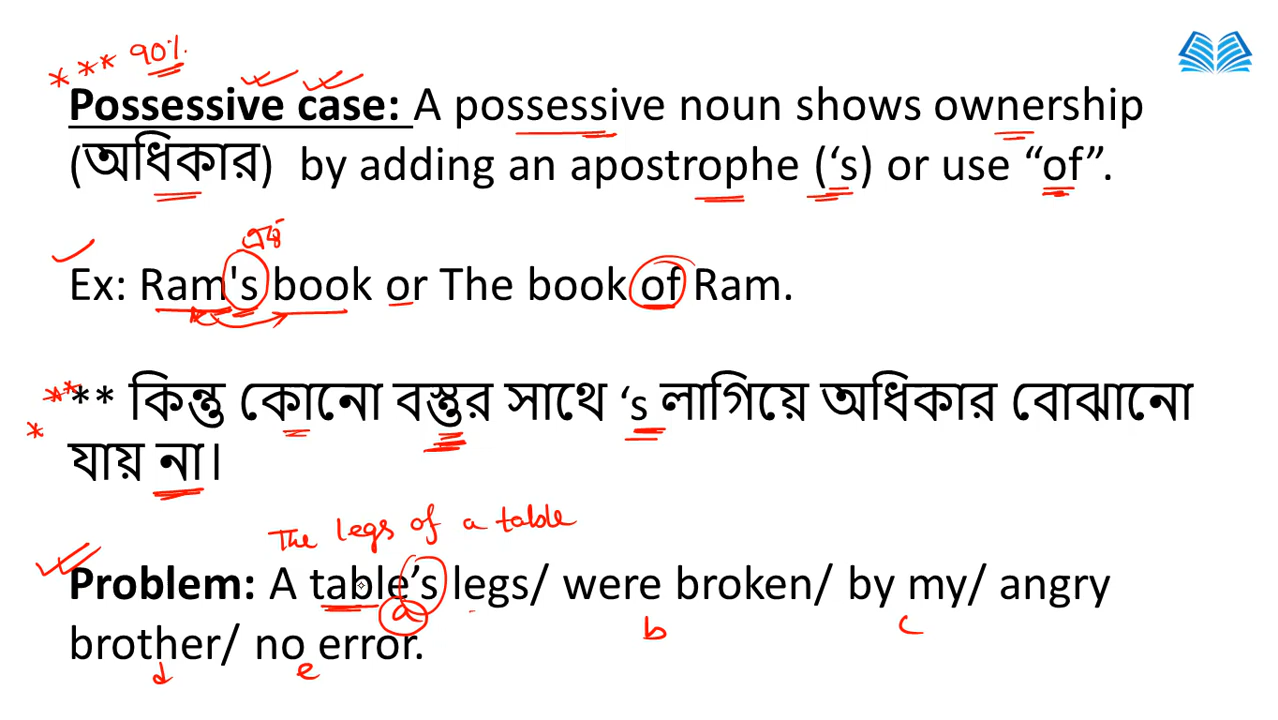 *** 90%
Possessive case: A possessive noun shows ownership
(অধিকার) by adding an apostrophe (‘s) or use “of”.
এর
Ex: Ram's book or The book of Ram.
** কিন্তু কোনো বস্তুর সাথে ‘s লাগিয়ে অধিকার বোঝানো
যায় না।
The legs of a table
Problem: A table’s legs/ were broken/ by my/ angry
a b c
brother/ no error.
d e